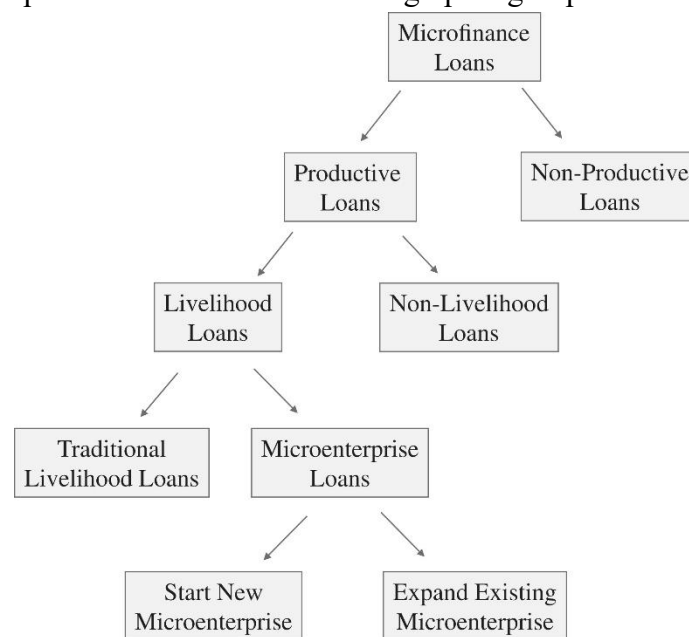 Microfinance
Loans
Productive
Loans
Non-Productive
Loans
Livelihood
Loans
Non-Livelihood
Loans
Traditional
Livelihood Loans
Microenterprise
Loans
Start New
Microenterprise
Expand Existing
Microenterprise